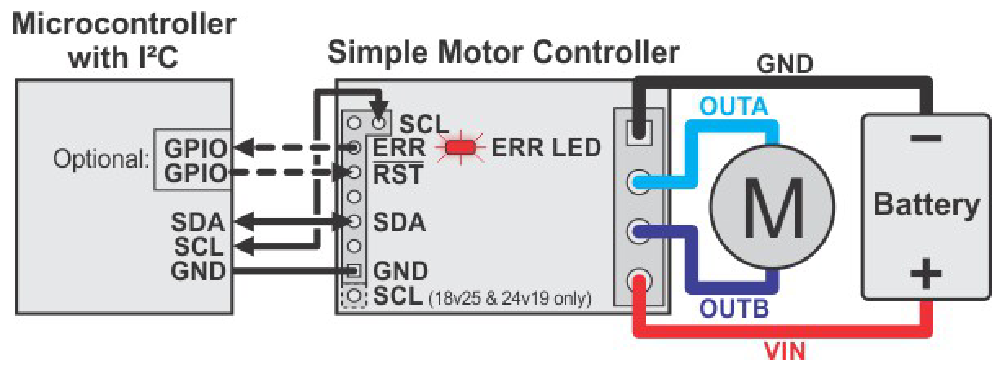 Microcontroller
with I²C
Simple Motor Controller
GND
OUTA
SCL
Optional:
GPIO
ERR
ERR LED
GPIO
RST
SDA
SDA
SCL
GND
GND
SCL (18v25 & 24v19 only)
M
−
Battery
+
OUTB
VIN